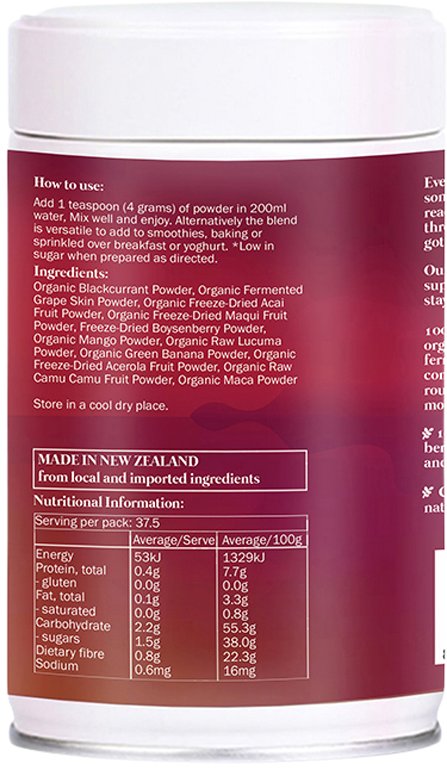 How to use:
Add 1 teaspoon (4 grams) of powder in 200ml
water, Mix well and enjoy. Alternatively the blend
is versatile to add to smoothies, baking or
sprinkled over breakfast or yoghurt. *Low in
sugar when prepared as directed.
Ingredients:
Organic Blackcurrant Powder, Organic Fermented
Grape Skin Powder, Organic Freeze-Dried Acai
Fruit Powder, Organic Freeze-Dried Maqui Fruit
Powder, Freeze-Dried Boysenberry Powder,
Organic Mango Powder, Organic Raw Lucuma
Powder, Organic Green Banana Powder, Organic
Freeze-Dried Acerola Fruit Powder, Organic Raw
Camu Camu Fruit Powder, Organic Maca Powder
Store in a cool dry place.
MADE IN NEW ZEALAND
from local and imported ingredients
Nutritional Information:
Serving per pack: 37.5
Average/Serve Average/100g
Energy 53kJ 1329kJ
Protein, total 0.4g 7.7g
- gluten 0.0g 0.0g
Fat, total 0.1g 3.3g
- saturated 0.0g 0.8g
Carbohydrate 2.2g 55.3g
- sugars 1.5g 38.0g
Dietary fibre 0.8g 22.3g
Sodium 0.6mg 16mg